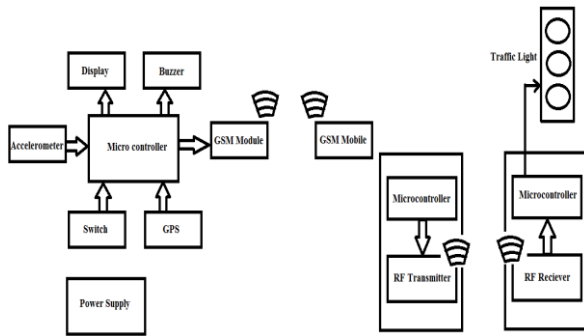 Display
Buzzer
Traffic Light
Accelerometer
Micro controller
GSM Module
GSM Mobile
Microcontroller
Microcontroller
Switch
GPS
RF Transmitter
RF Reciever
Power Supply